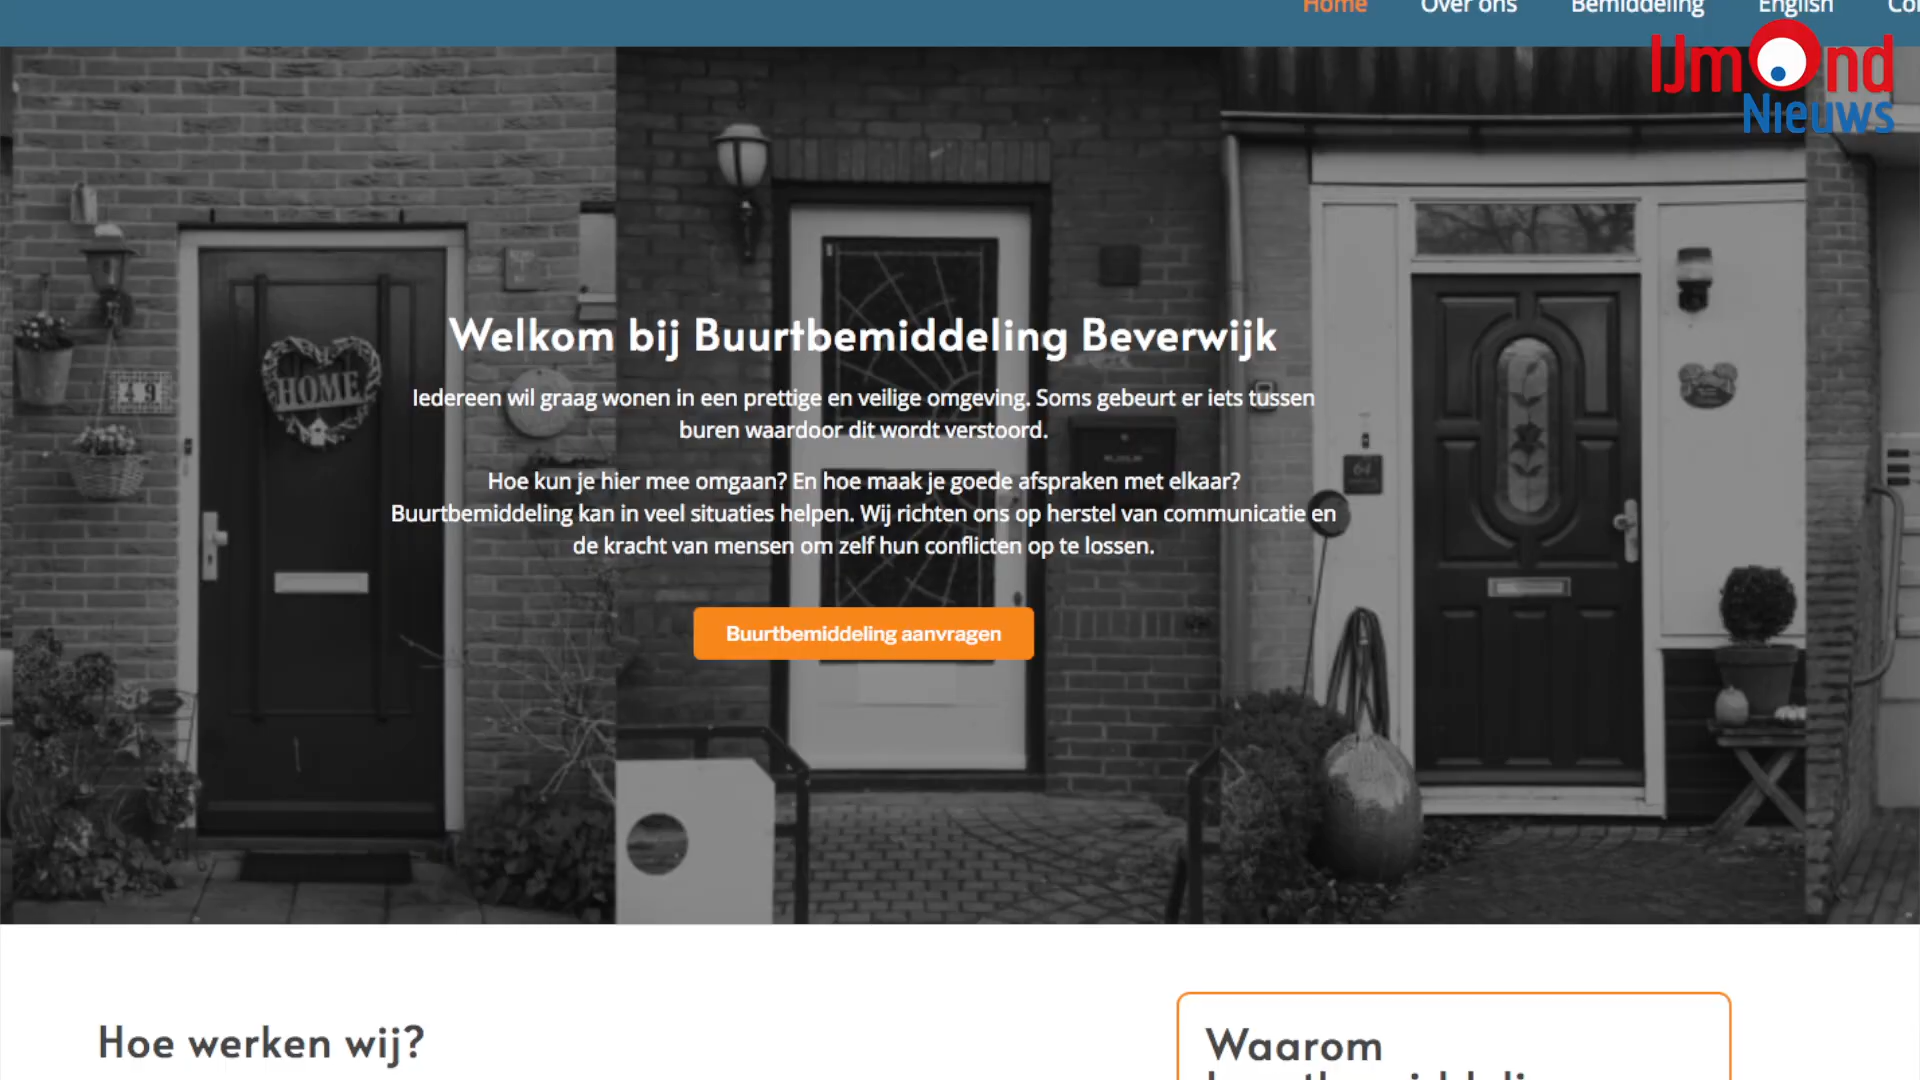 Home Over ons Bemiddeling English
IJmond
Nieuws
HOME
49
Welkom bij Buurtbemiddeling Beverwijk
Iedereen wil graag wonen in een prettige en veilige omgeving. Soms gebeurt er iets tussen
buren waardoor dit wordt verstoord.
Hoe kun je hier mee omgaan? En hoe maak je goede afspraken met elkaar?
Buurtbemiddeling kan in veel situaties helpen. Wij richten ons op herstel van communicatie en
de kracht van mensen om zelf hun conflicten op te lossen.
64
Buurtbemiddeling aanvragen
Hoe werken wij?
Waarom